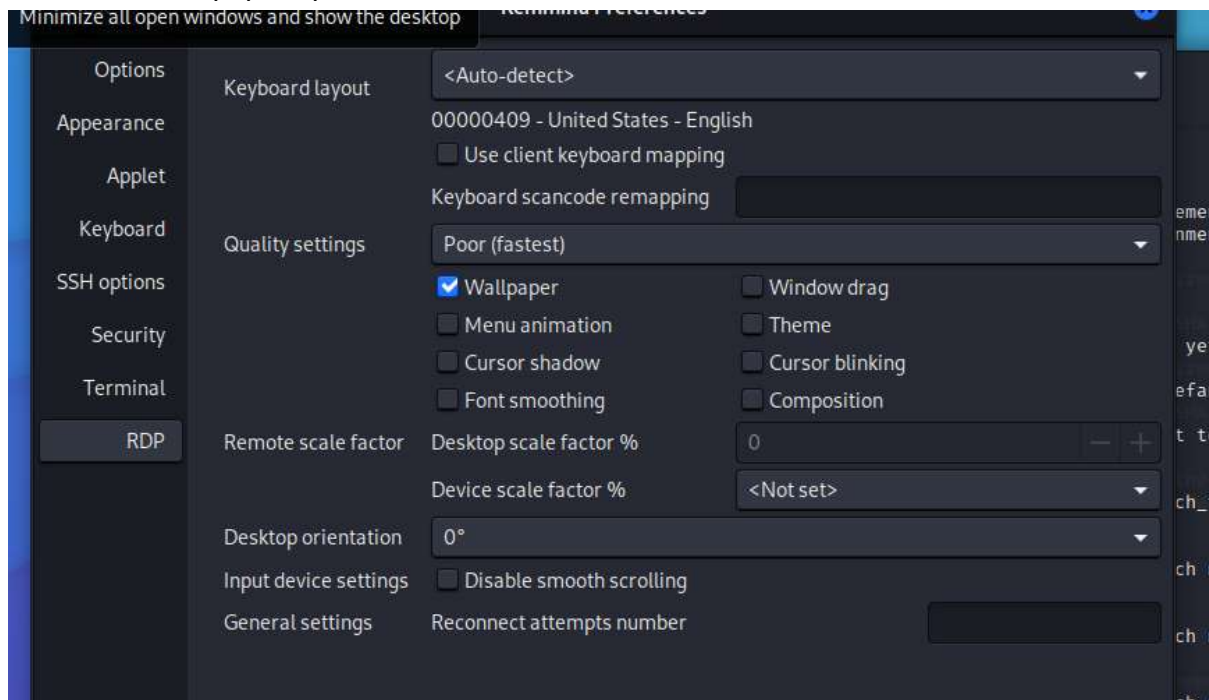 Minimize all open windows and show the desktop
Remmina Preferences
Options
Appearance
Applet
Keyboard
SSH options
Security
Terminal
RDP
Keyboard layout <Auto-detect>
00000409 - United States - English
Use client keyboard mapping
Keyboard scancode remapping
Quality settings Poor (fastest)
Wallpaper Window drag
Menu animation Theme
Cursor shadow Cursor blinking
Font smoothing Composition
Remote scale factor Desktop scale factor % 0 − +
Device scale factor % <Not set>
Desktop orientation 0°
Input device settings Disable smooth scrolling
General settings Reconnect attempts number